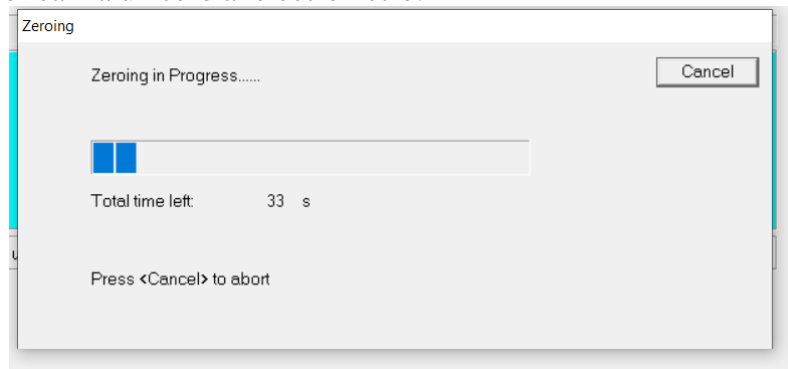 Zeroing
Zeroing in Progress......
Cancel
Total time left: 33 s
Press <Cancel> to abort